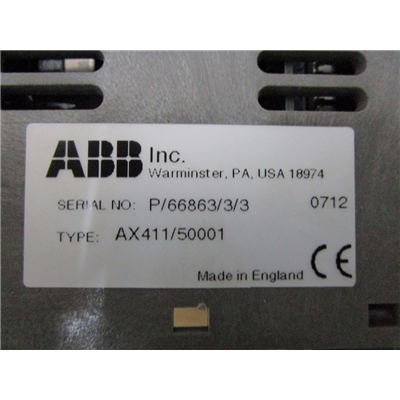 ABB Inc.
Warminster, PA, USA 18974
SERIAL NO: P/66863/3/3 0712
TYPE: AX411/50001
Made in England CE